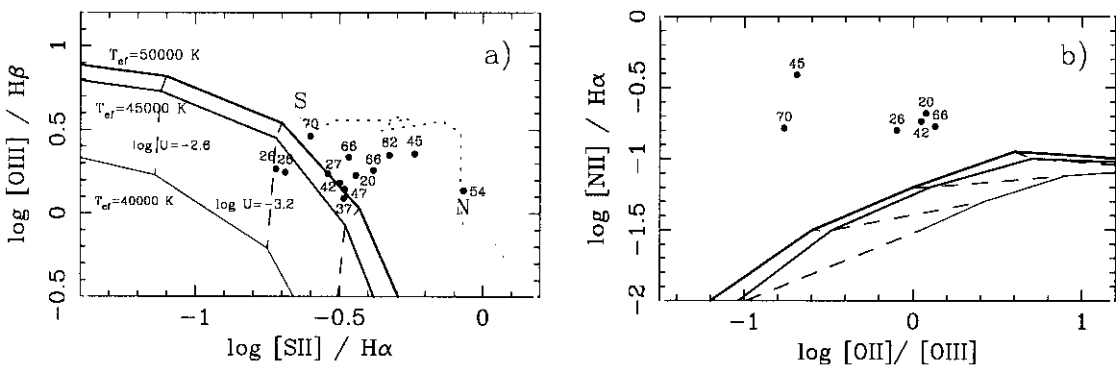 a)
T_ef=50000 K
T_ef=45000 K
T_ef=40000 K
log U=-2.6
log U=-3.2
S
N
70
26
25
27
66
62
45
66
20
42
47
37
54
1
0.5
0
-0.5
-1
-0.5
0
log [OIII] / Hβ
log [SII] / Hα
b)
45
70
26
20
66
42
0
-0.5
-1
-1.5
-2
-1
0
1
log [NII] / Hα
log [OII]/ [OIII]